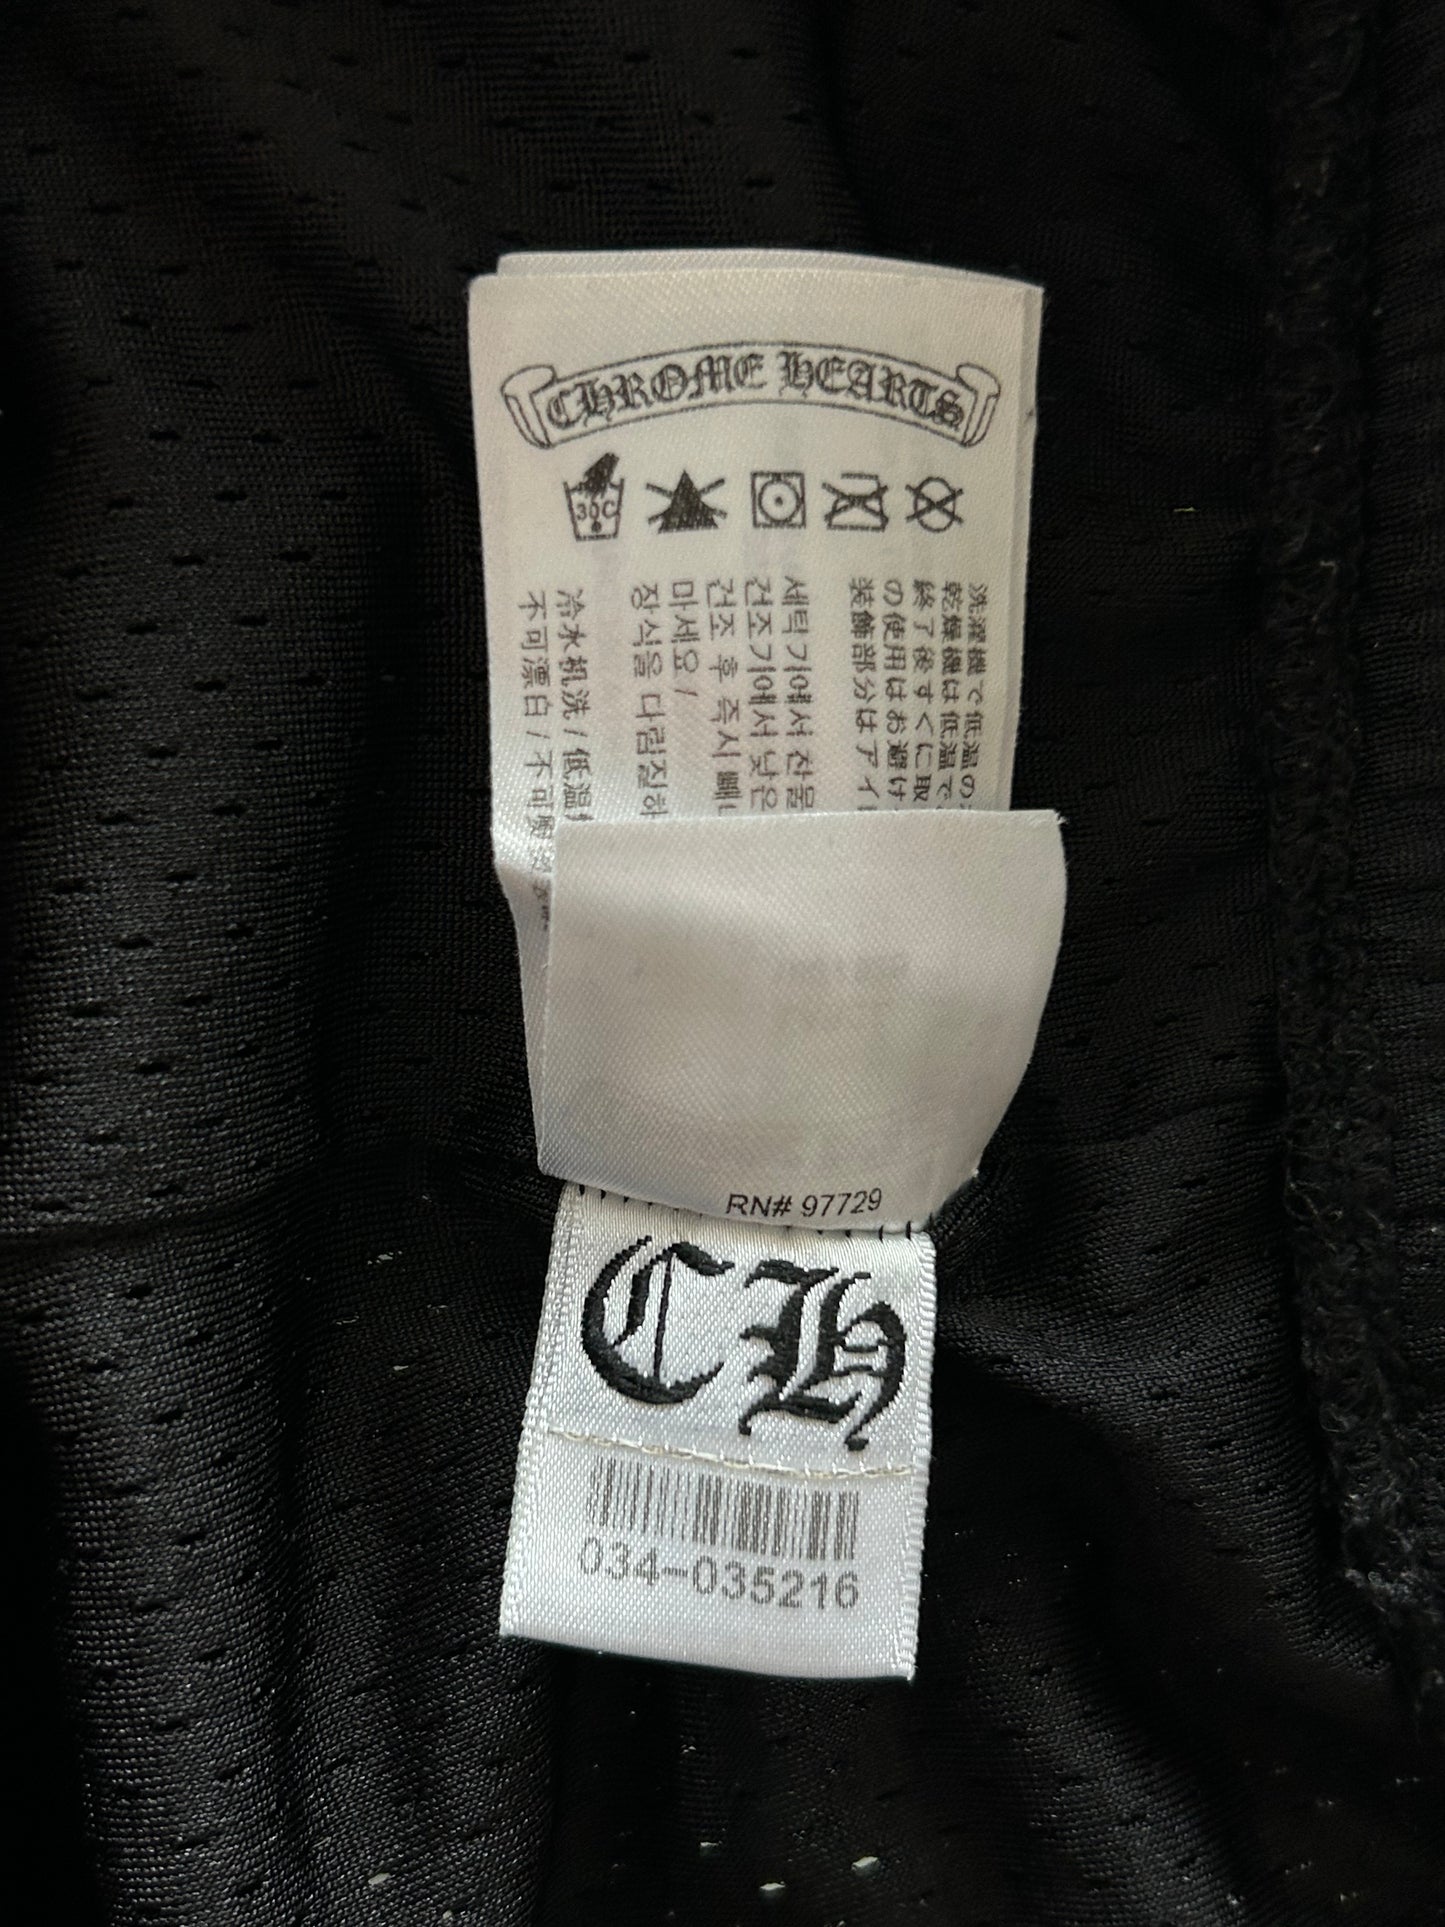 CHROME HEARTS
30C
洗濯機で低温の
乾燥機は低温で
終了後すぐに取
の使用はお避け
装飾部分はアイ
세탁기에서 찬물
건조기에서 낮은
건조 후 즉시 빼
마세요 /
장식을 다림질하
冷水机洗 / 低温
不可漂白 / 不可
RN# 97729
CH
034-035216